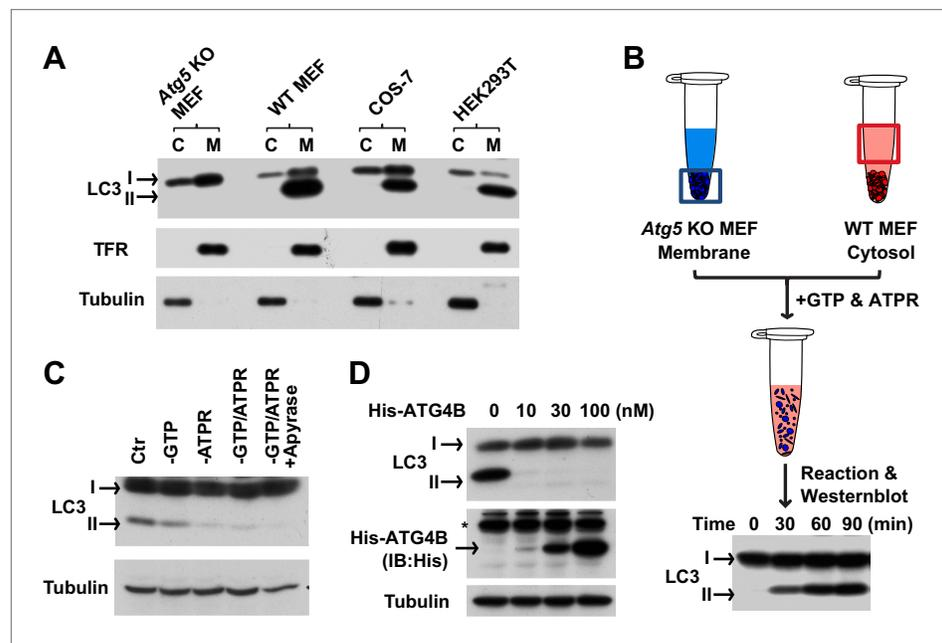 A
Atg5 KO
MEF
WT MEF
COS-7
HEK293T
C M C M C M C M
LC3
I
II
TFR
Tubulin
B
Atg5 KO MEF
Membrane
WT MEF
Cytosol
+GTP & ATPR
Reaction &
Westernblot
Time 0 30 60 90 (min)
LC3
I
II
C
Ctr
-GTP
-ATPR
-GTP/ATPR
-GTP/ATPR
+Apyrase
LC3
I
II
Tubulin
D
His-ATG4B 0 10 30 100 (nM)
LC3
I
II
*
His-ATG4B
(IB:His)
Tubulin